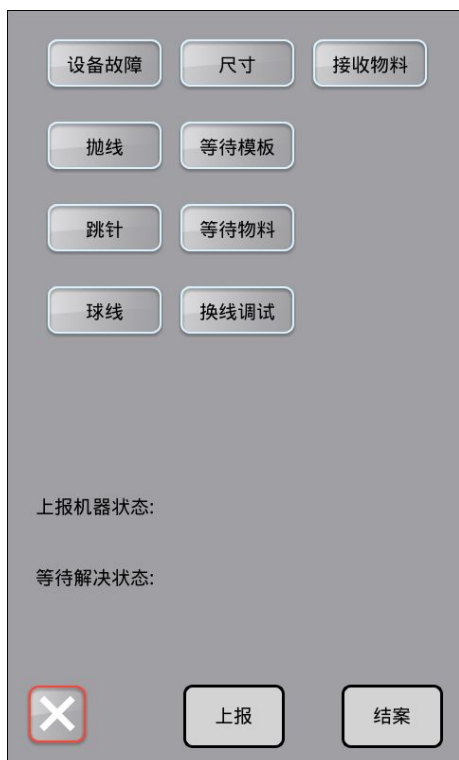 设备故障 尺寸 接收物料
抛线 等待模板
跳针 等待物料
球线 换线调试
上报机器状态:
等待解决状态:
上报 结案